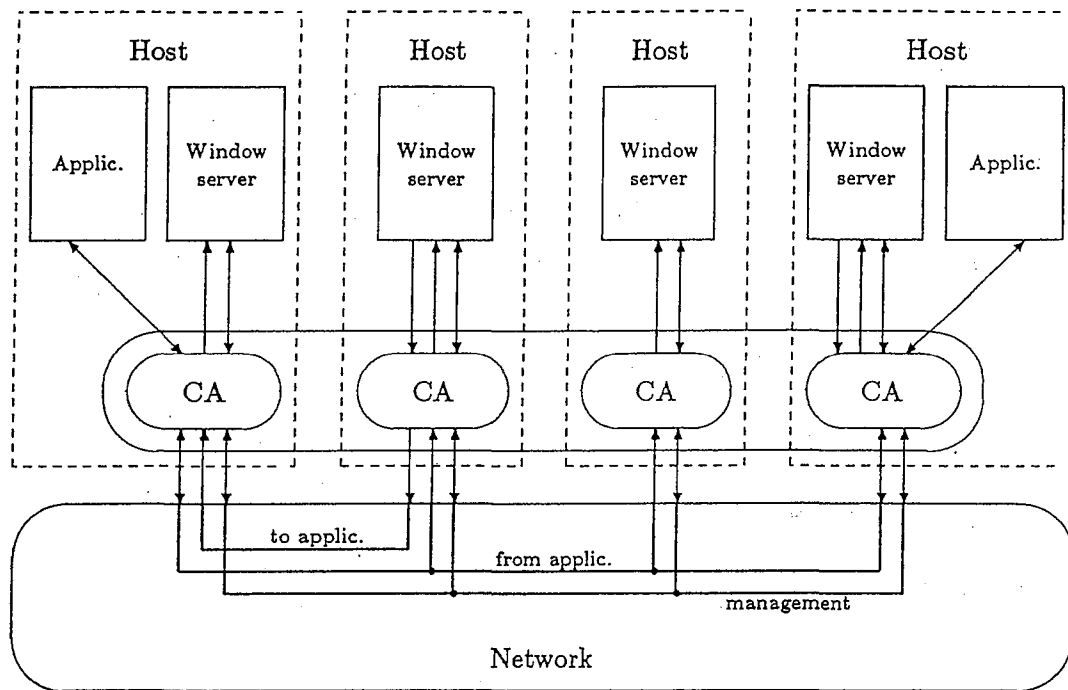 Host
Host
Host
Host
Applic.
Window
server
Window
server
Window
server
Window
server
Applic.
CA
CA
CA
CA
to applic.
from applic.
management
Network